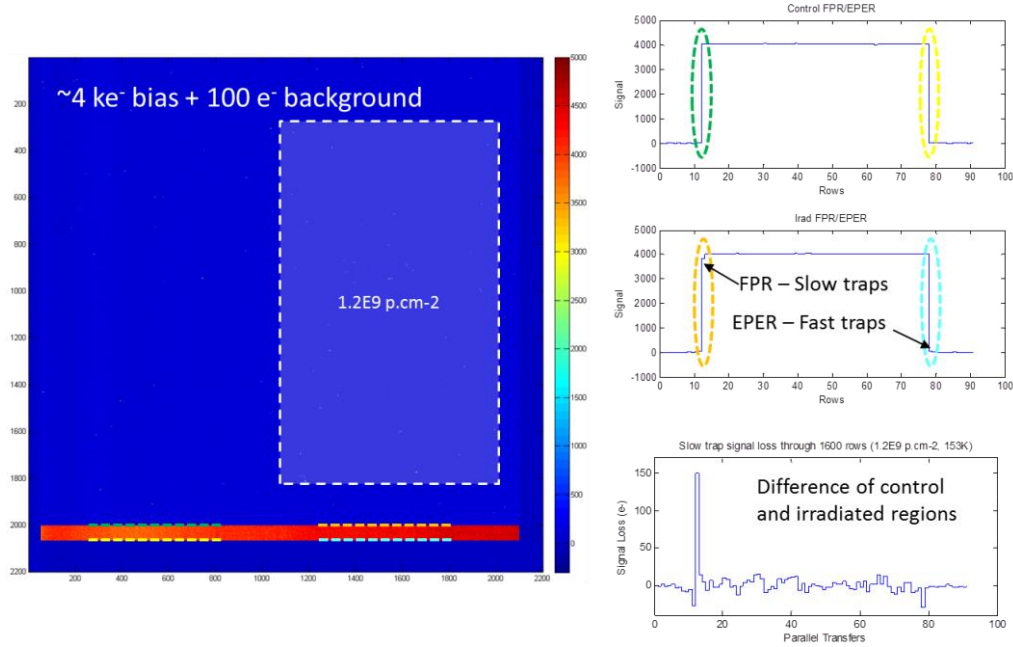 ~4 ke- bias + 100 e- background
1.2E9 p.cm-2
200
400
600
800
1000
1200
1400
1600
1800
2000
2200
200 400 600 800 1000 1200 1400 1600 1800 2000 2200
5000
4500
4000
3500
3000
2500
2000
1500
1000
500
0
Control FPR/EPER
Signal
5000
4000
3000
2000
1000
0
-1000
0 10 20 30 40 50 60 70 80 90 100
Rows
Irad FPR/EPER
Signal
5000
4000
3000
2000
1000
0
-1000
FPR – Slow traps
EPER – Fast traps
0 10 20 30 40 50 60 70 80 90 100
Rows
Slow trap signal loss through 1600 rows (1.2E9 p.cm-2, 153K)
Signal Loss (e-)
150
100
50
0
Difference of control
and irradiated regions
0 20 40 60 80 100
Parallel Transfers